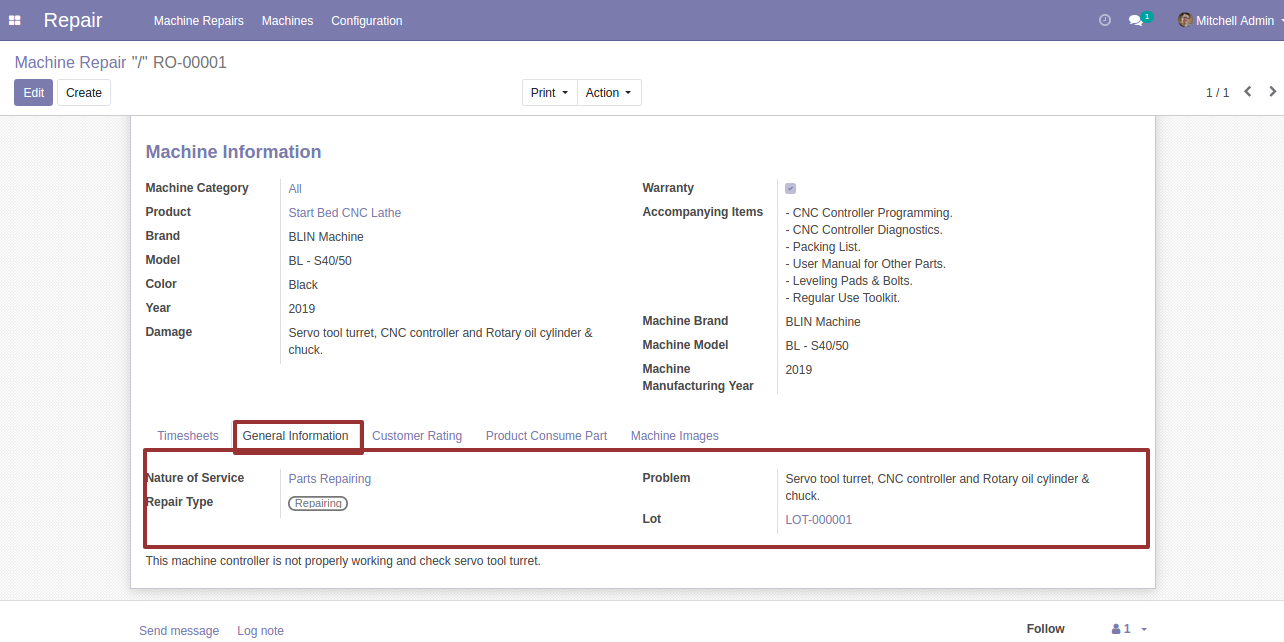 Repair Machine Repairs Machines Configuration 1 Mitchell Admin
Machine Repair "/" RO-00001
Edit Create Print Action 1 / 1
Machine Information
Machine Category All
Product Start Bed CNC Lathe
Brand BLIN Machine
Model BL - S40/50
Color Black
Year 2019
Damage Servo tool turret, CNC controller and Rotary oil cylinder &
chuck.
Warranty
Accompanying Items - CNC Controller Programming.
- CNC Controller Diagnostics.
- Packing List.
- User Manual for Other Parts.
- Leveling Pads & Bolts.
- Regular Use Toolkit.
Machine Brand BLIN Machine
Machine Model BL - S40/50
Machine 2019
Manufacturing Year
Timesheets General Information Customer Rating Product Consume Part Machine Images
Nature of Service Parts Repairing
Repair Type Repairing
Problem Servo tool turret, CNC controller and Rotary oil cylinder &
chuck.
Lot LOT-000001
This machine controller is not properly working and check servo tool turret.
Send message Log note Follow 1